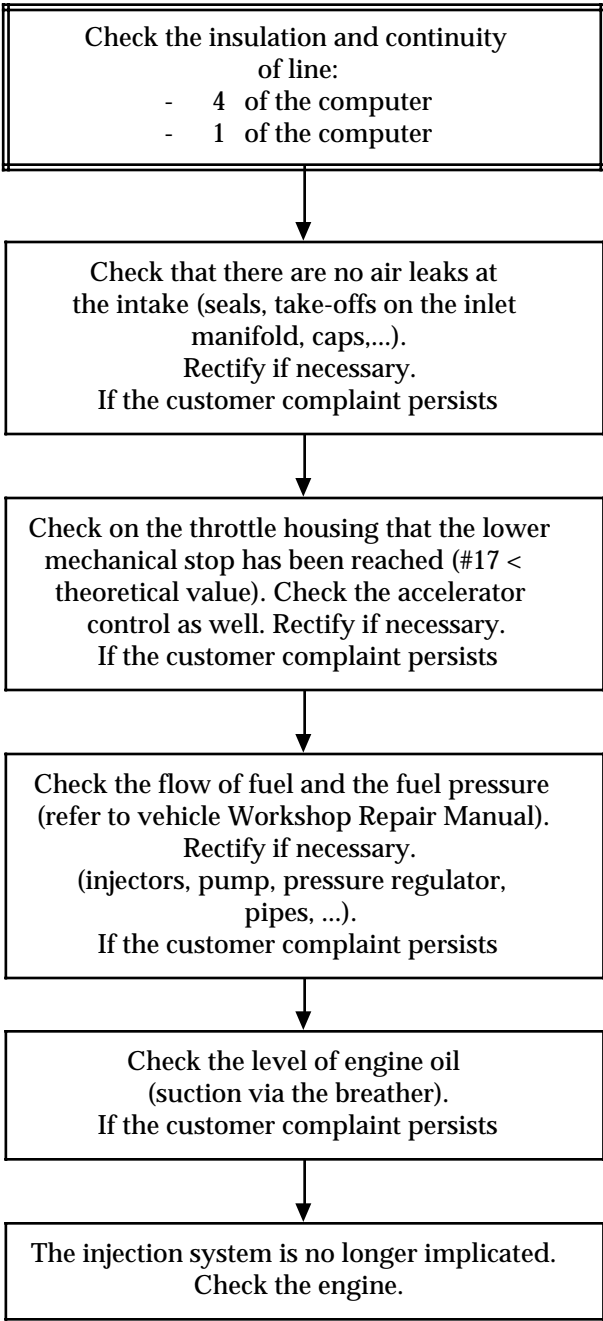 Check the insulation and continuity
of line:
- 4 of the computer
- 1 of the computer
Check that there are no air leaks at
the intake (seals, take-offs on the inlet
manifold, caps,...).
Rectify if necessary.
If the customer complaint persists
Check on the throttle housing that the lower
mechanical stop has been reached (#17 <
theoretical value). Check the accelerator
control as well. Rectify if necessary.
If the customer complaint persists
Check the flow of fuel and the fuel pressure
(refer to vehicle Workshop Repair Manual).
Rectify if necessary.
(injectors, pump, pressure regulator,
pipes, ...).
If the customer complaint persists
Check the level of engine oil
(suction via the breather).
If the customer complaint persists
The injection system is no longer implicated.
Check the engine.